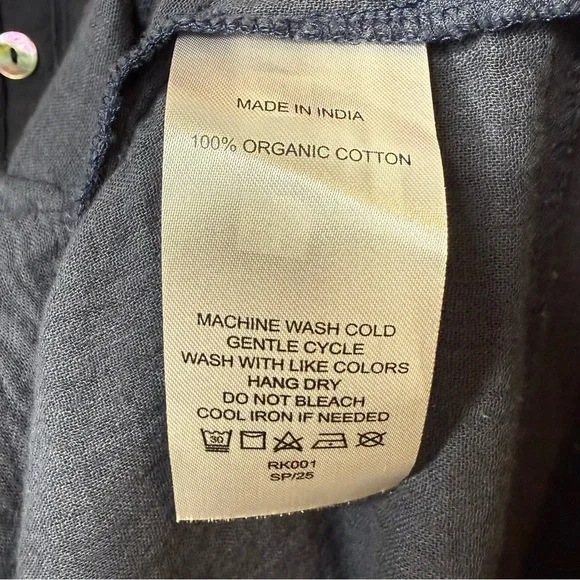 MADE IN INDIA
100% ORGANIC COTTON
MACHINE WASH COLD
GENTLE CYCLE
WASH WITH LIKE COLORS
HANG DRY
DO NOT BLEACH
COOL IRON IF NEEDED
30
RK001
SP/25